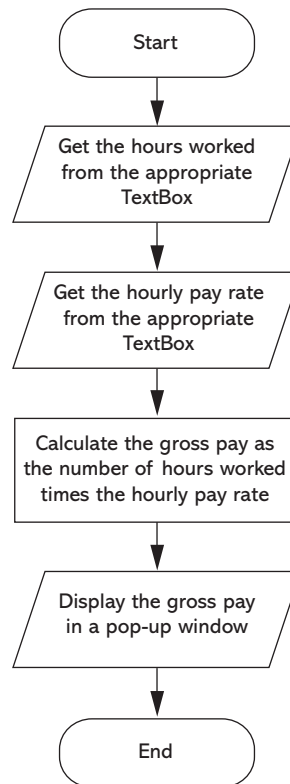 Start
Get the hours worked
from the appropriate
TextBox
Get the hourly pay rate
from the appropriate
TextBox
Calculate the gross pay as
the number of hours worked
times the hourly pay rate
Display the gross pay
in a pop-up window
End